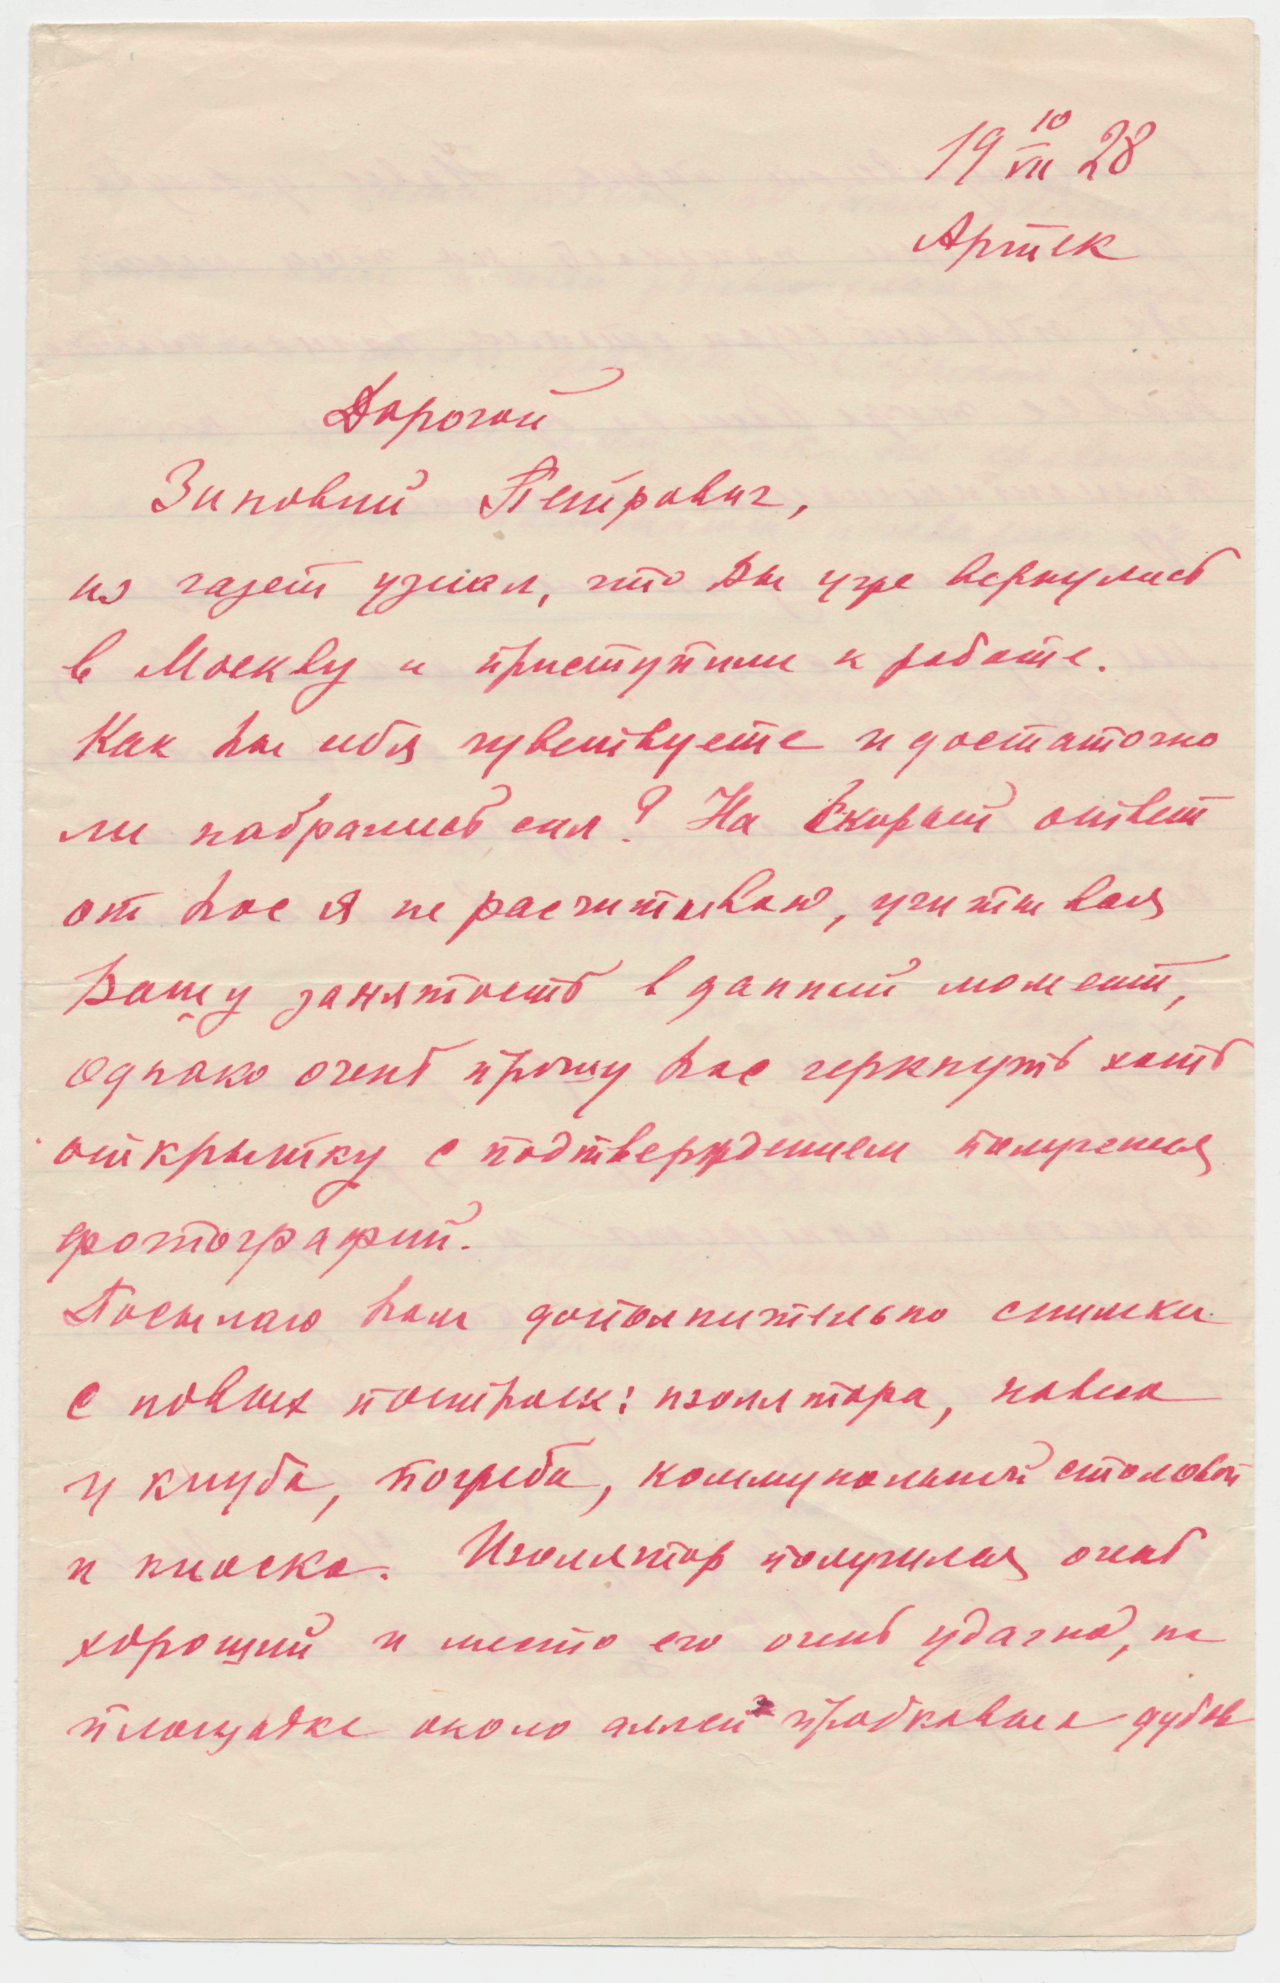 19 10/VII 28
Артек
Дорогой
Зиновий Петрович,
из газет узнал, что Вы уже вернулись
в Москву и приступили к работе.
Как Вы себя чувствуете и достаточно
ли набрались сил? На скорый ответ
от Вас я не расчитываю, учитывая
Вашу занятость в данный момент,
однако очень прошу Вас черкнуть хоть
открытку с подтверждением получения
фотографий.
Посылаю Вам дополнительно снимки
с новых построек: изолятора, навеса
у клуба, погреба, коммунальной столовой
и киоска. Изолятор получился очень
хороший и место его очень удачно, на
площадке около аллеи пробковых дубов